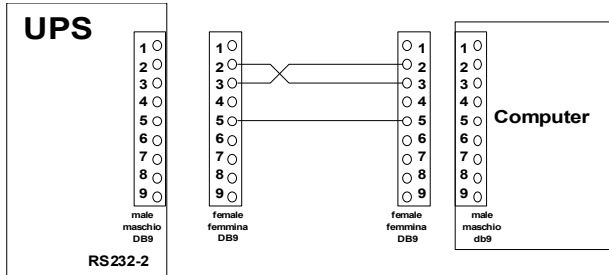 UPS
1 1 1 1
2 2 2 2
3 3 3 3
4 4 4 4
5 5 5 5
Computer
6 6 6 6
7 7 7 7
8 8 8 8
9 9 9 9
male female female male
maschio femmina femmina maschio
DB9 DB9 DB9 db9
RS232-2